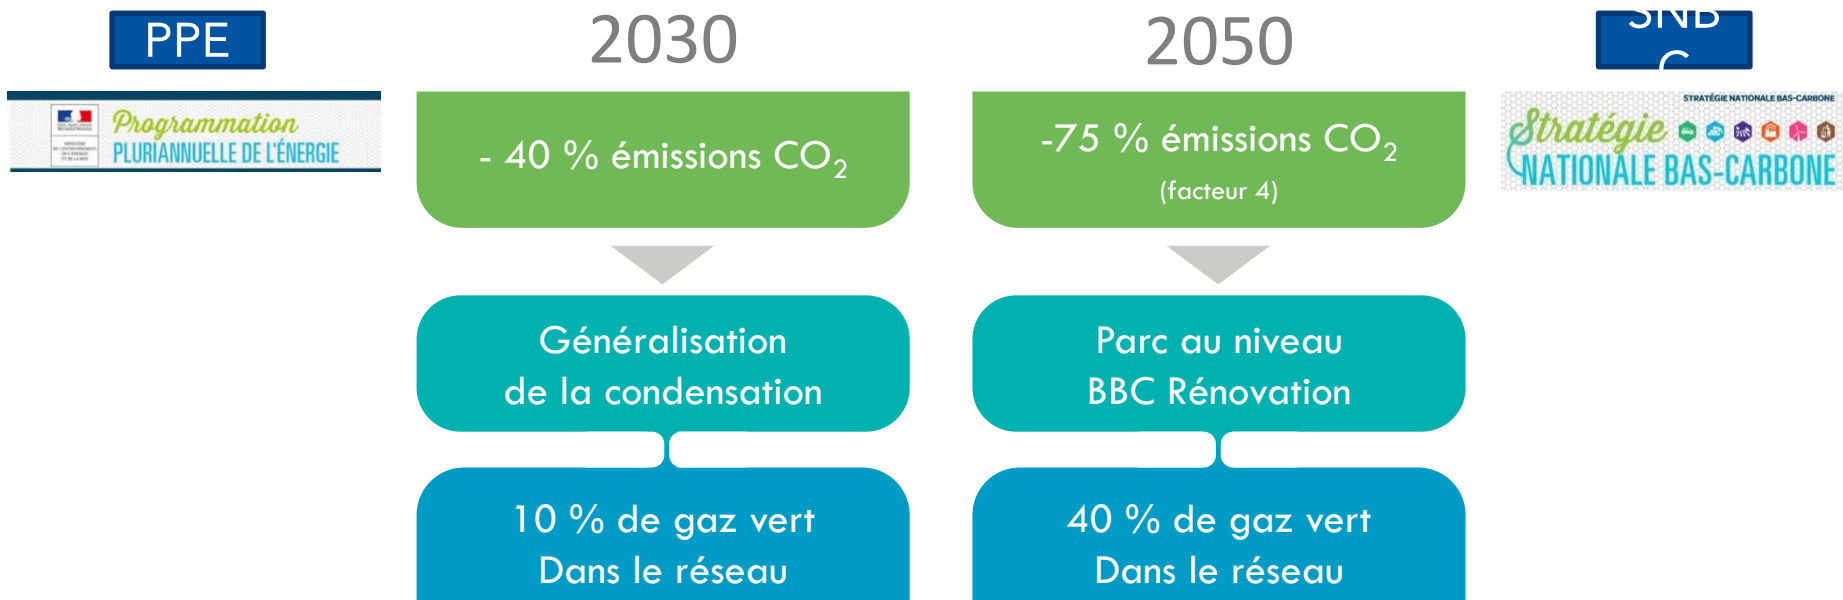 PPE
2030
2050
SNB
C
Programmation
PLURIANNUELLE DE L'ÉNERGIE
- 40 % émissions CO₂
-75 % émissions CO₂
(facteur 4)
STRATÉGIE NATIONALE BAS-CARBONE
Stratégie
NATIONALE BAS-CARBONE
Généralisation
de la condensation
Parc au niveau
BBC Rénovation
10 % de gaz vert
Dans le réseau
40 % de gaz vert
Dans le réseau